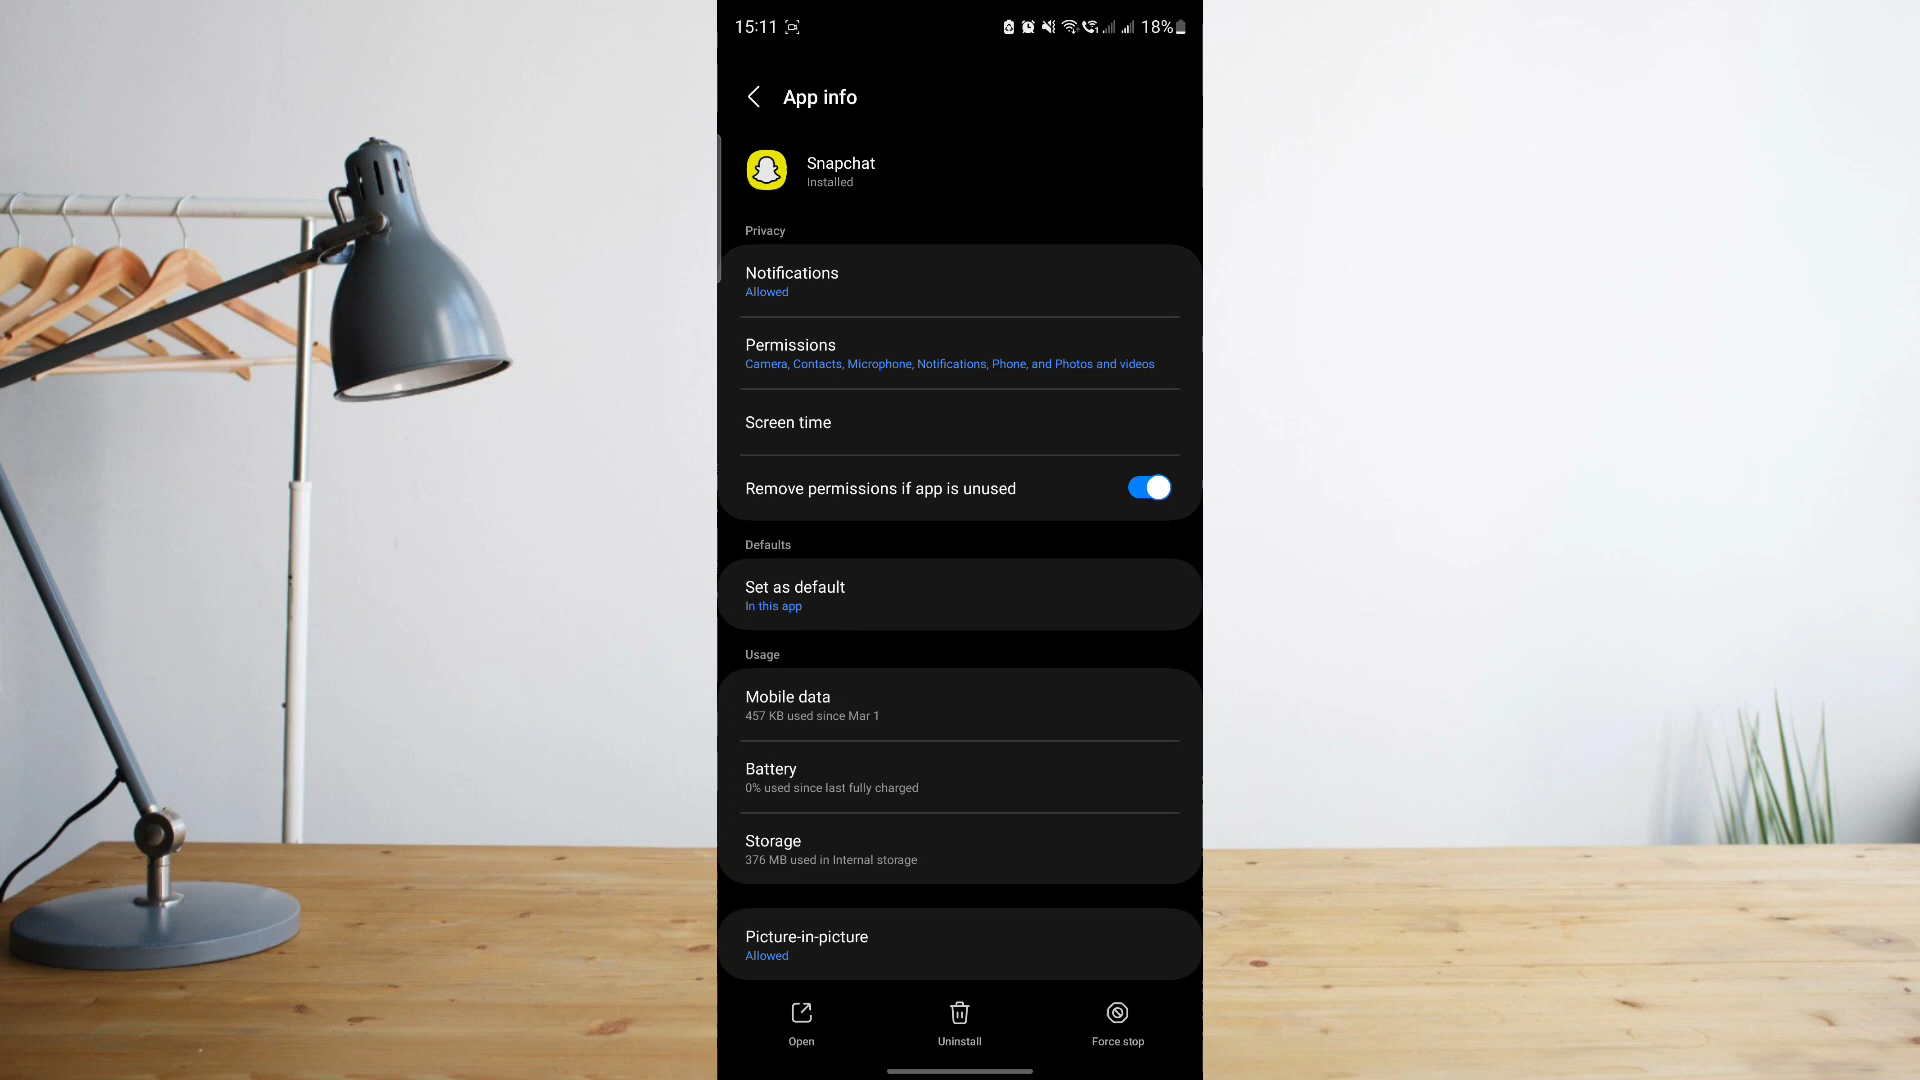 15:11 18%
App info
Snapchat
Installed
Privacy
Notifications
Allowed
Permissions
Camera, Contacts, Microphone, Notifications, Phone, and Photos and videos
Screen time
Remove permissions if app is unused
Defaults
Set as default
In this app
Usage
Mobile data
457 KB used since Mar 1
Battery
0% used since last fully charged
Storage
376 MB used in Internal storage
Picture-in-picture
Allowed
Open Uninstall Force stop